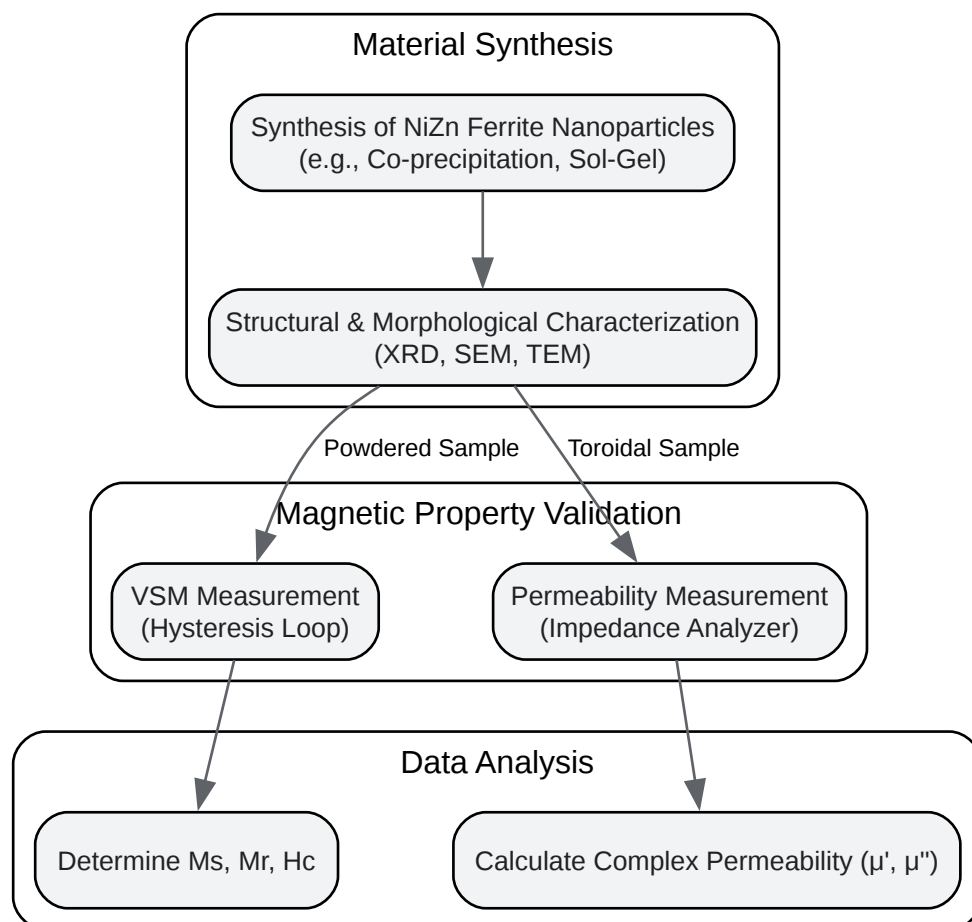 Material Synthesis
Synthesis of NiZn Ferrite Nanoparticles
(e.g., Co-precipitation, Sol-Gel)
Structural & Morphological Characterization
(XRD, SEM, TEM)
Powdered Sample
Toroidal Sample
Magnetic Property Validation
VSM Measurement
(Hysteresis Loop)
Permeability Measurement
(Impedance Analyzer)
Data Analysis
Determine Ms, Mr, Hc
Calculate Complex Permeability (μ', μ'')